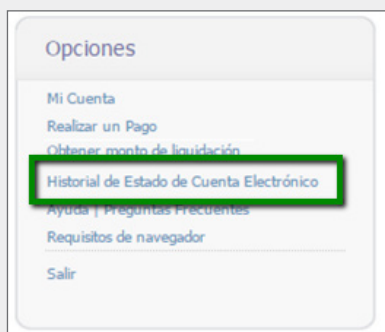 Opciones
Mi Cuenta
Realizar un Pago
Obtener monto de liquidación
Historial de Estado de Cuenta Electrónico
Ayuda | Preguntas Frecuentes
Requisitos de navegador
Salir